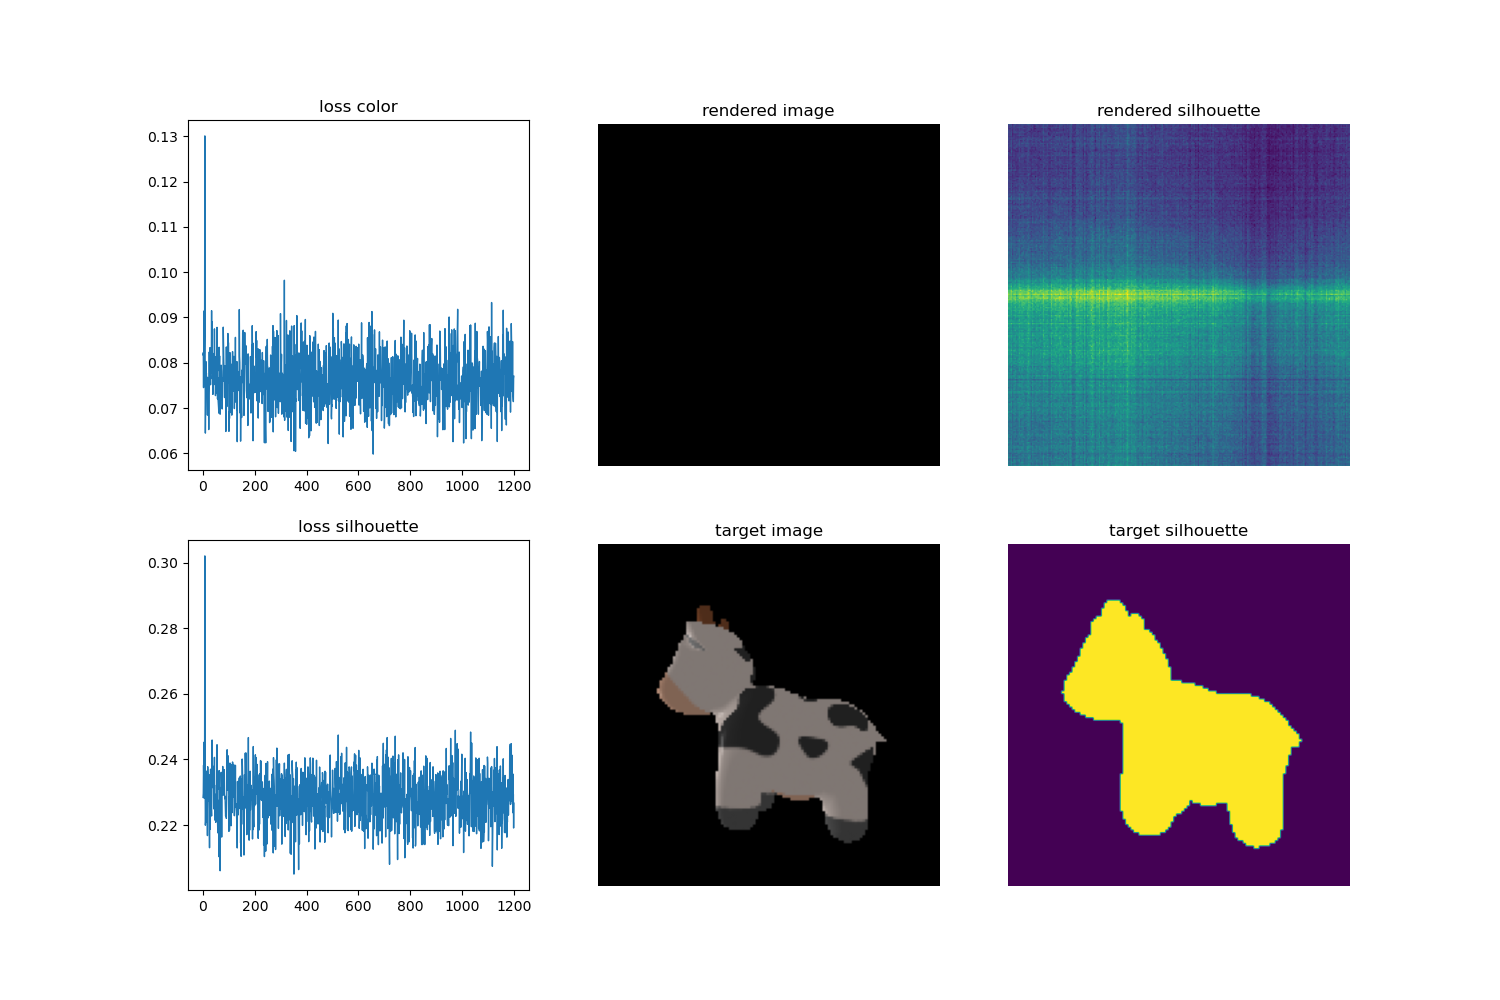 loss color
0.13
0.12
0.11
0.10
0.09
0.08
0.07
0.06
0 200 400 600 800 1000 1200
rendered image
rendered silhouette
loss silhouette
0.30
0.28
0.26
0.24
0.22
0 200 400 600 800 1000 1200
target image
target silhouette